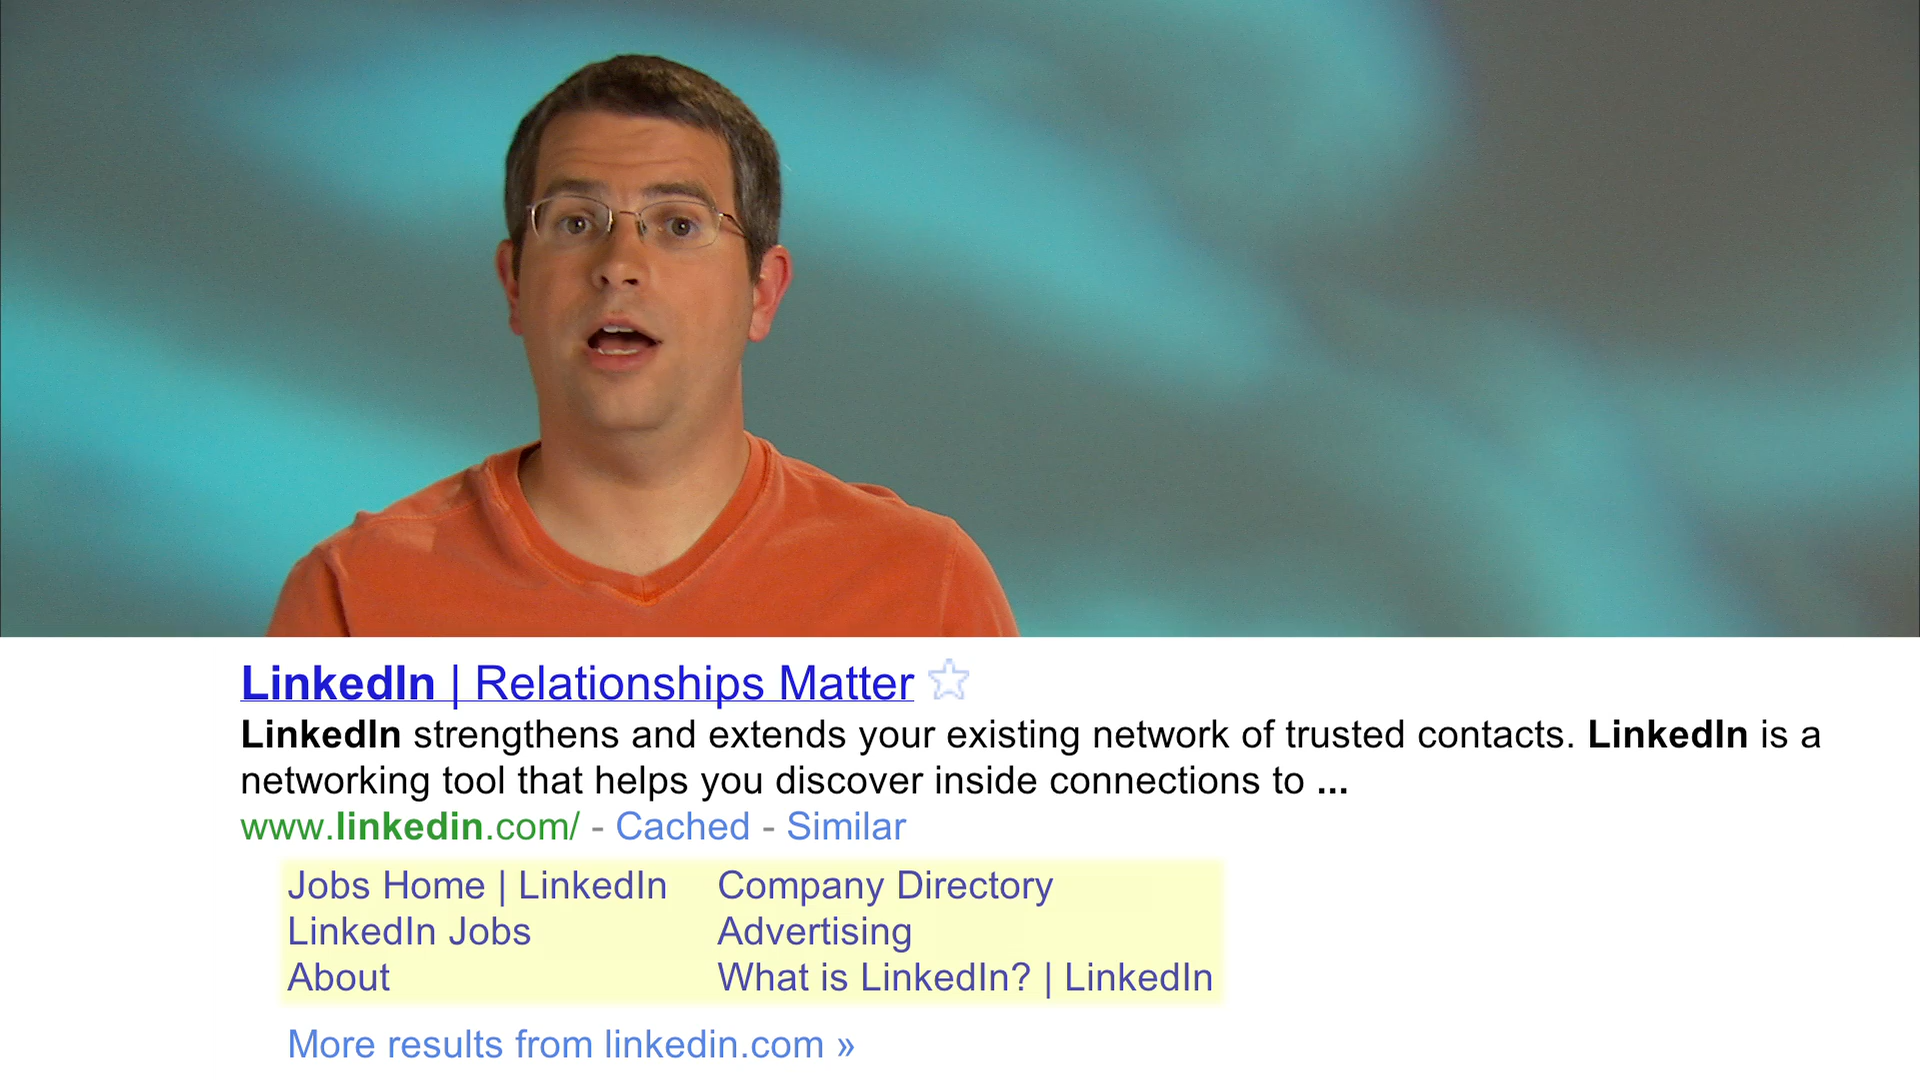 LinkedIn | Relationships Matter
LinkedIn strengthens and extends your existing network of trusted contacts. LinkedIn is a
networking tool that helps you discover inside connections to ...
www.linkedin.com/ - Cached - Similar
Jobs Home | LinkedIn Company Directory
LinkedIn Jobs Advertising
About What is LinkedIn? | LinkedIn
More results from linkedin.com »